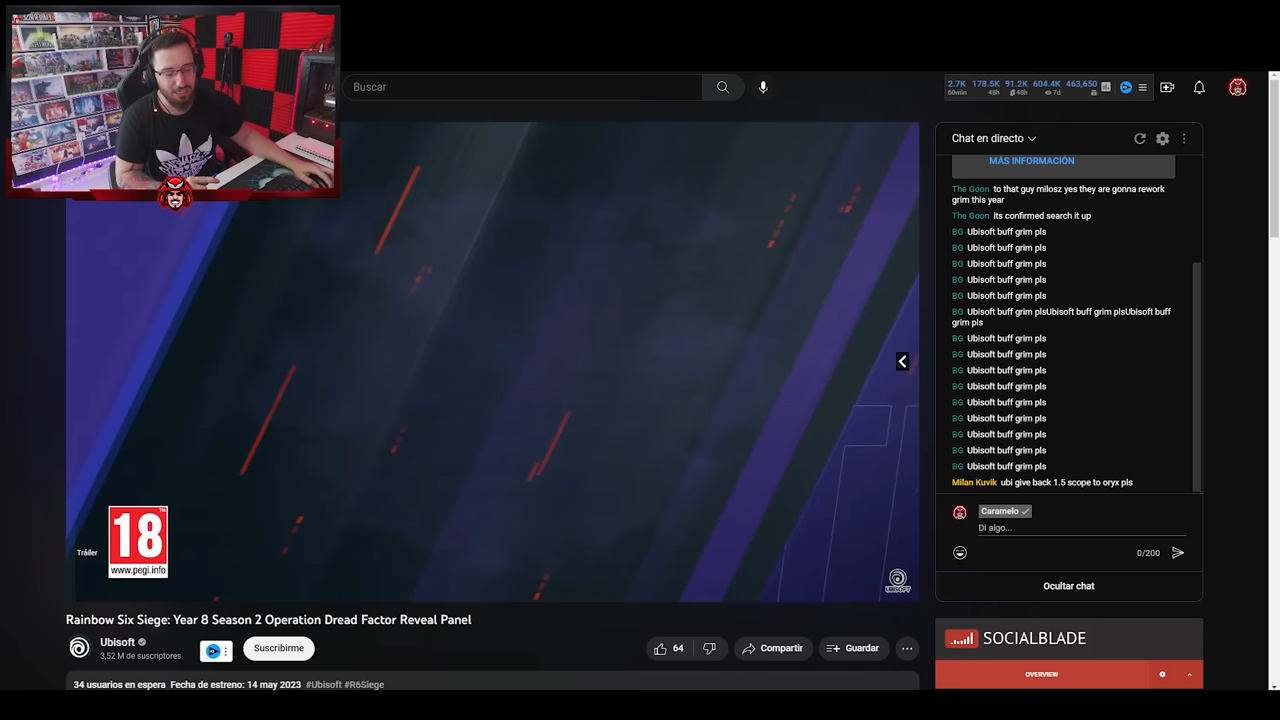 Buscar
2.7K 178.5K 91.2K 604.4K 463,650
60min 48h 48h 7d
Chat en directo
MÁS INFORMACIÓN
The Goon to that guy milosz yes they are gonna rework
grim this year
The Goon Its confirmed search it up
BG Ubisoft buff grim pls
BG Ubisoft buff grim pls
BG Ubisoft buff grim pls
BG Ubisoft buff grim pls
BG Ubisoft buff grim pls
BG Ubisoft buff grim plsUbisoft buff grim plsUbisoft buff
grim pls
BG Ubisoft buff grim pls
BG Ubisoft buff grim pls
BG Ubisoft buff grim pls
BG Ubisoft buff grim pls
BG Ubisoft buff grim pls
BG Ubisoft buff grim pls
BG Ubisoft buff grim pls
BG Ubisoft buff grim pls
BG Ubisoft buff grim pls
Milan Kuvik ubi give back 1.5 scope to oryx pls
Caramelo
Di algo...
0/200
Ocultar chat
Tráiler
18
TM
www.pegi.info
UBISOFT
Rainbow Six Siege: Year 8 Season 2 Operation Dread Factor Reveal Panel
Ubisoft
3,52 M de suscriptores
Suscribirme
64
Compartir
Guardar
34 usuarios en espera Fecha de estreno: 14 may 2023 #Ubisoft #R6Siege
SOCIALBLADE
OVERVIEW